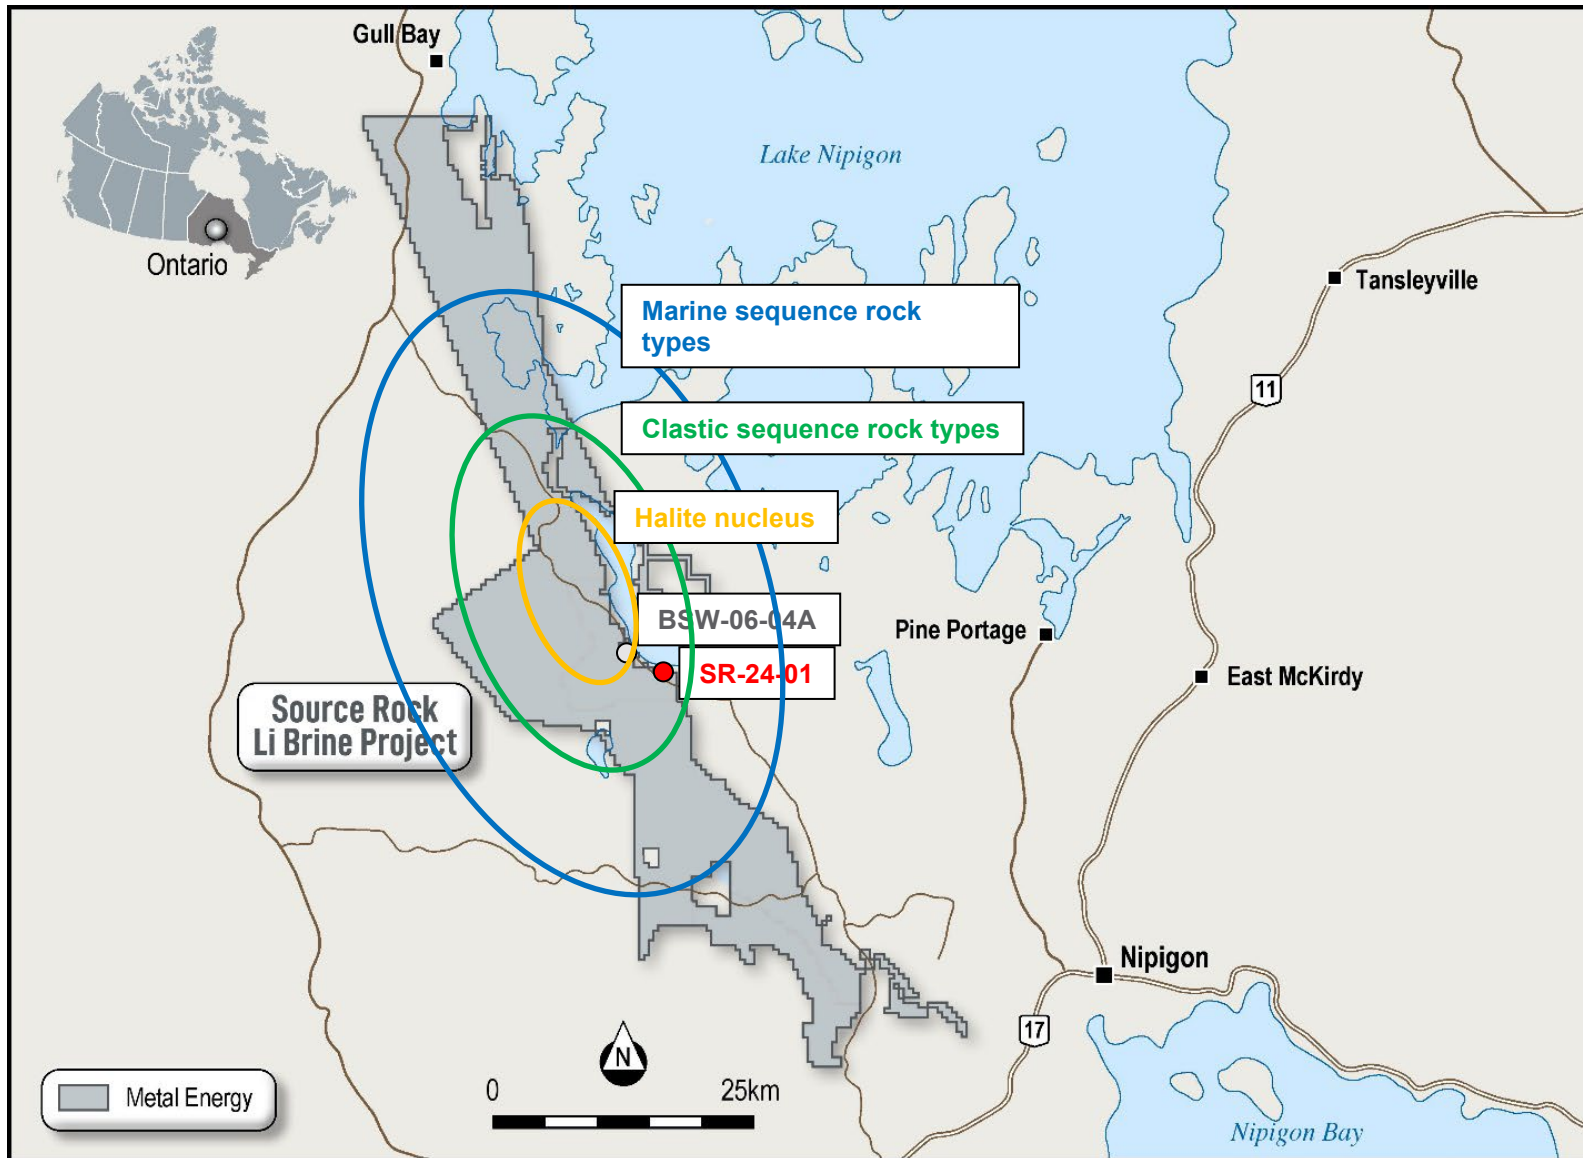 Gull Bay
Lake Nipigon
Ontario
Tansleyville
Marine sequence rock
types
11
Clastic sequence rock types
Halite nucleus
BSW-06-04A
Pine Portage
SR-24-01
East McKirdy
Source Rock
Li Brine Project
Nipigon
17
N
0 25km
Metal Energy
Nipigon Bay